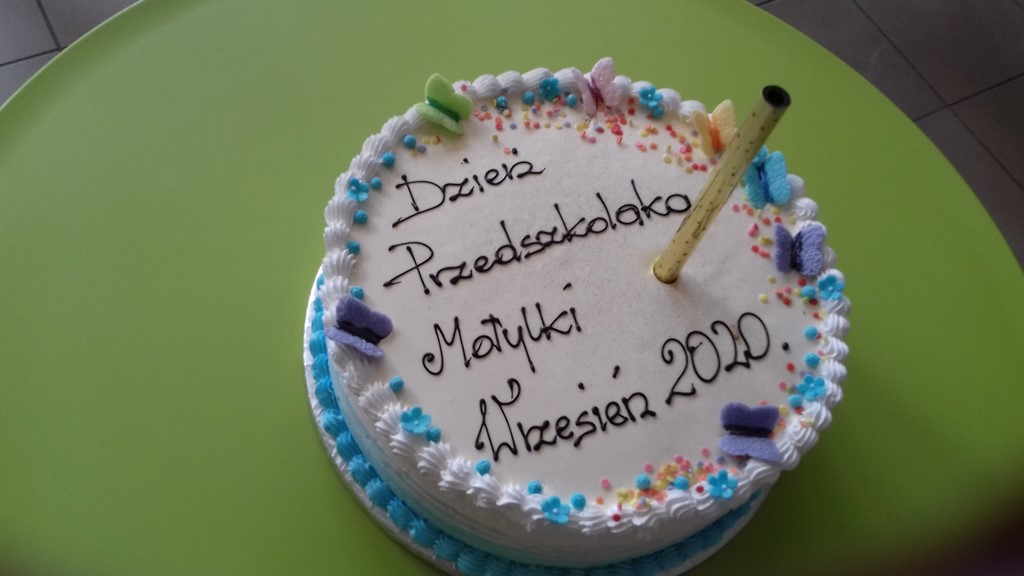 Dzień
Przedszkolaka
Motylki
Wrzesień 2020.